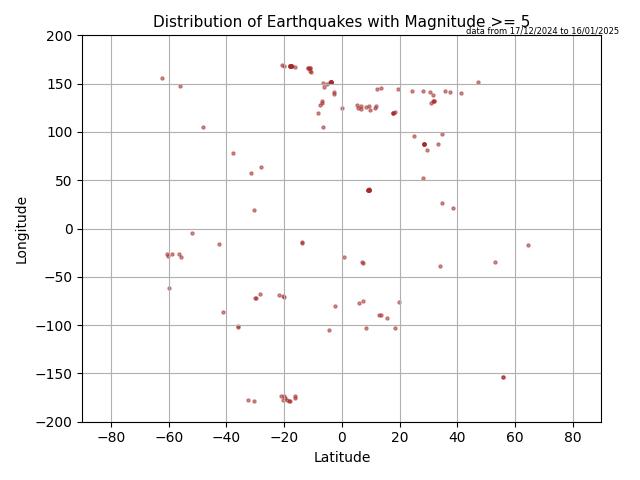 Distribution of Earthquakes with Magnitude >= 5
data from 17/12/2024 to 16/01/2025
200
150
100
50
0
−50
−100
−150
−200
Longitude
−80 −60 −40 −20 0 20 40 60 80
Latitude